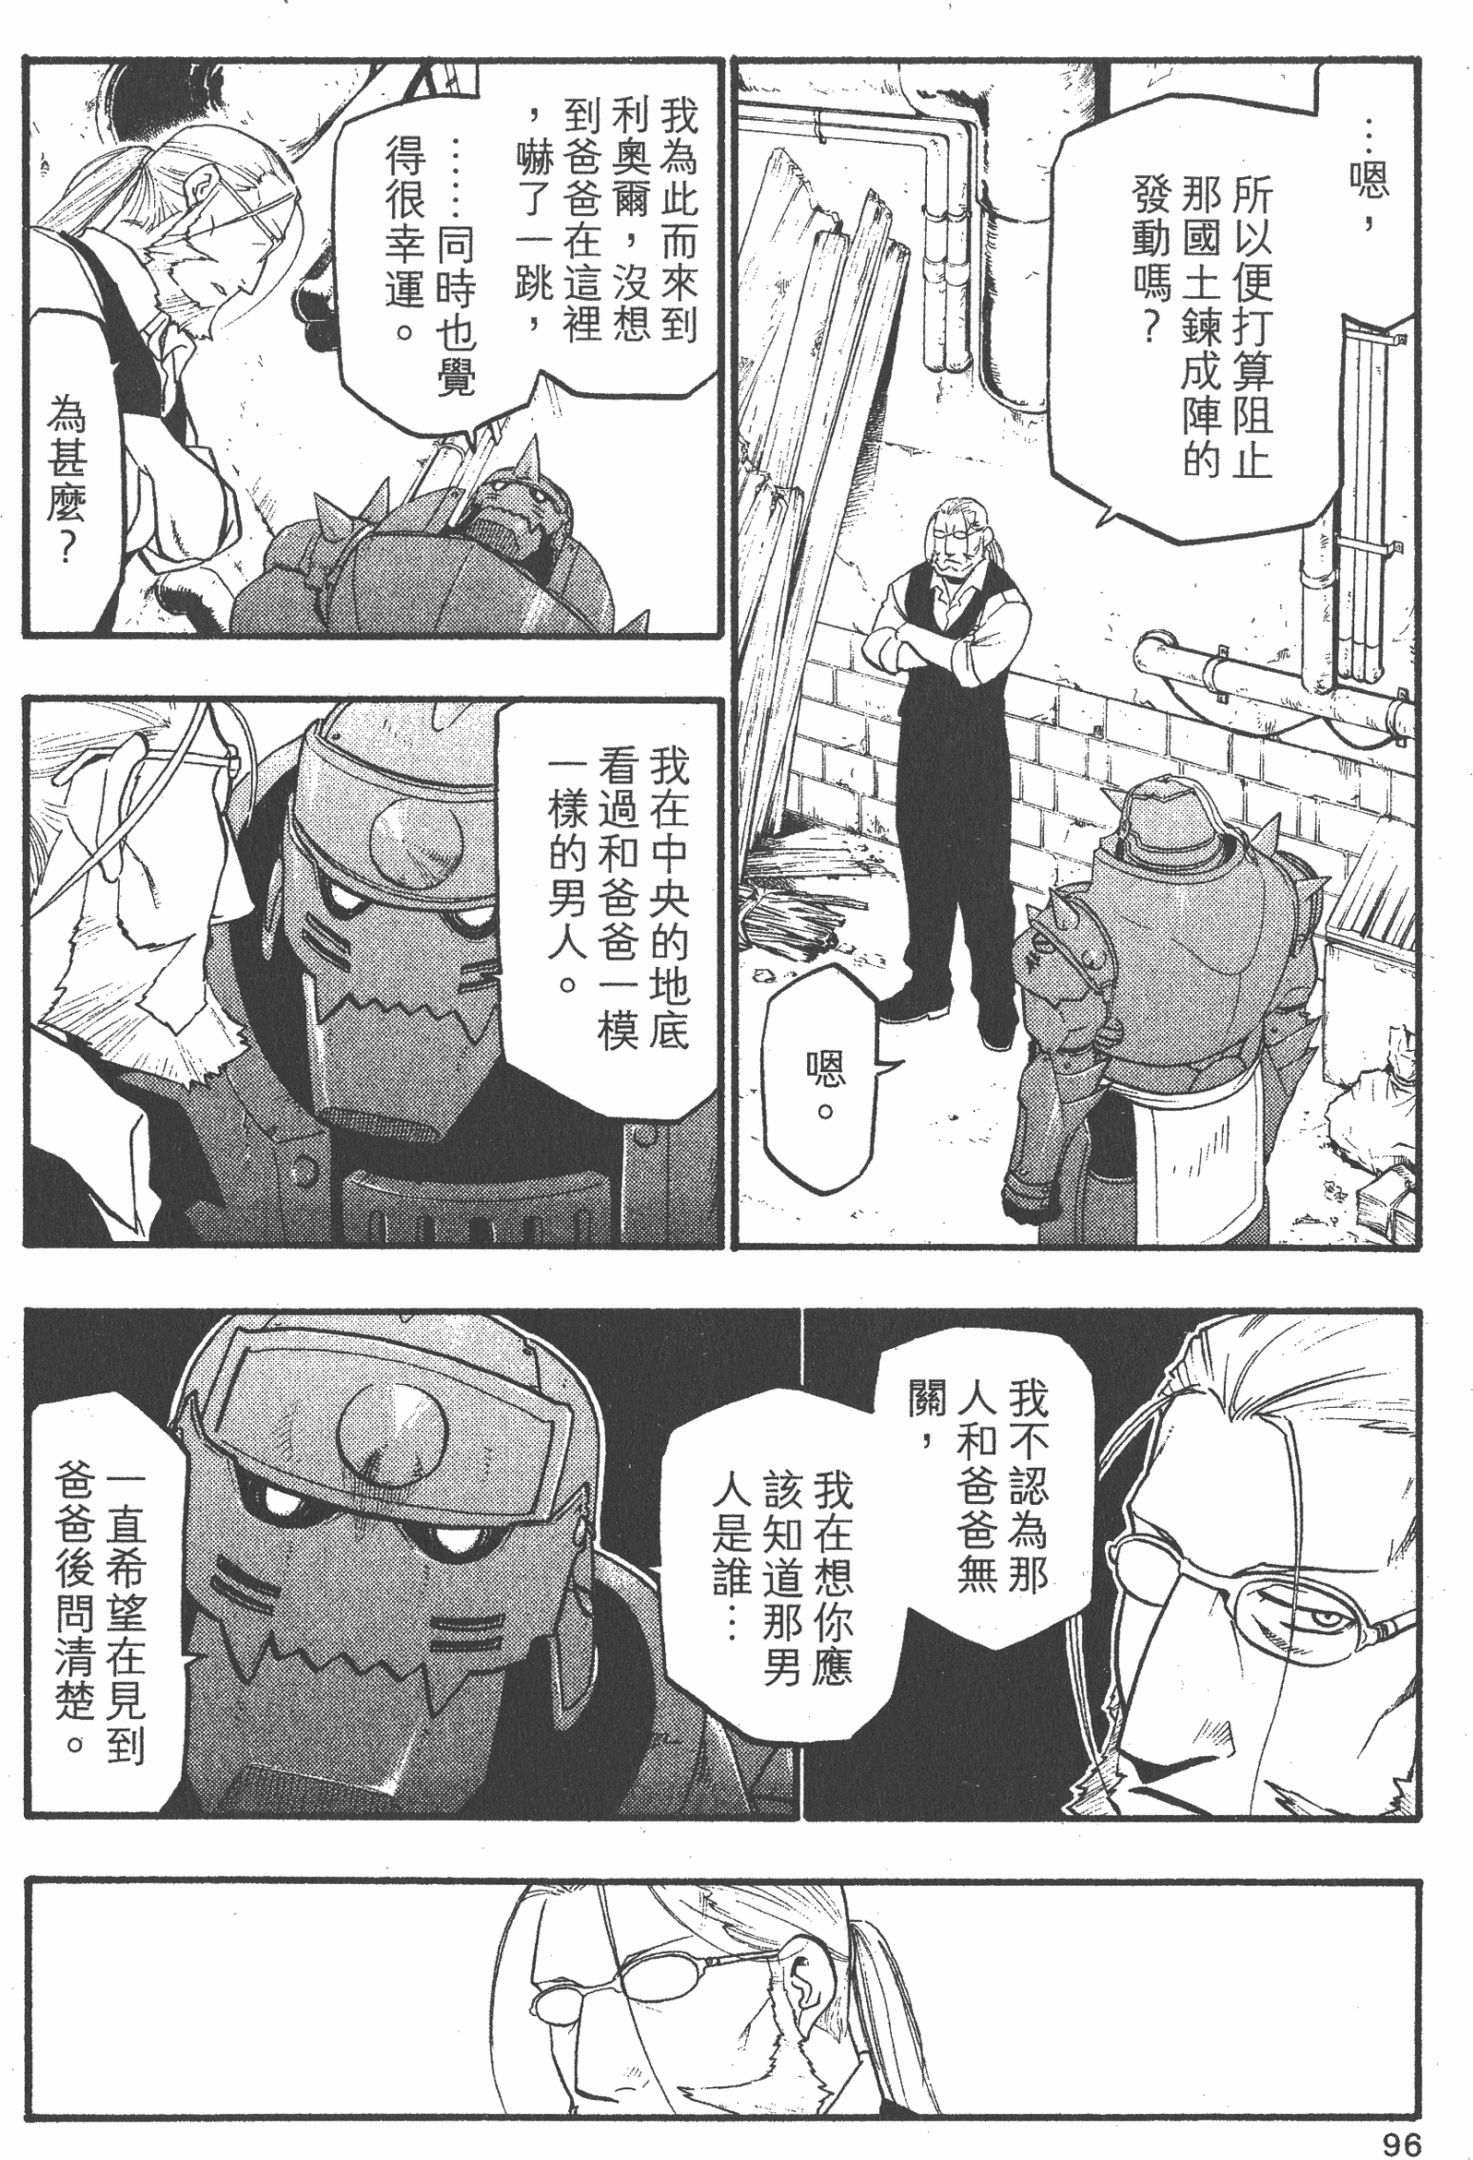 …嗯，
所以便打算阻止
那國土鍊成陣的
發動嗎？
嗯。
我為此而來到
利奧爾，沒想
到爸爸在這裡
，嚇了一跳，
……同時也覺
得很幸運。
為甚麼？
我在中央的地底
看過和爸爸一模
一樣的男人。
我不認為那
人和爸爸無
關，
我在想你應
該知道那男
人是誰…
一直希望在見到
爸爸後問清楚。
96